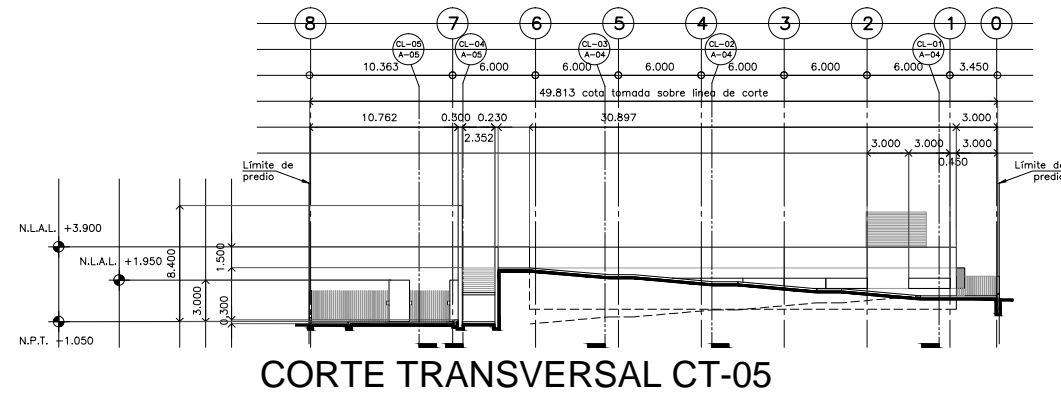 8 7 6 5 4 3 2 1 0
CL-05 CL-04 CL-03 CL-02 CL-01
A-05 A-05 A-04 A-04 A-04
10.363 6.000 6.000 6.000 6.000 6.000 6.000 3.450
49.813 cota tomada sobre linea de corte
10.762 0.300 0.230 30.897 3.000
2.352 3.000 3.000 3.000
0.450
Límite de
predio
Límite de
predio
N.L.A.L. +3.900
N.L.A.L. +1.950
8.400
1.500
3.000
0.300
N.P.T. -1.050
CORTE TRANSVERSAL CT-05